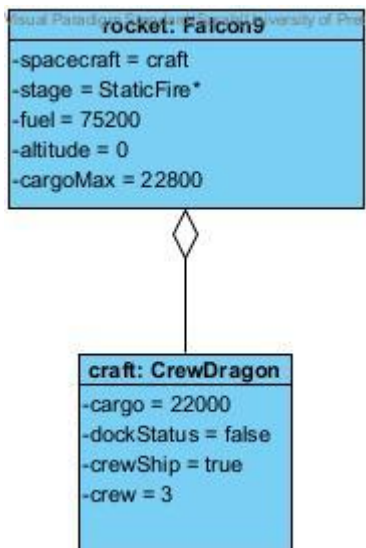 rocket: Falcon9
-spacecraft = craft
-stage = StaticFire*
-fuel = 75200
-altitude = 0
-cargoMax = 22800
craft: CrewDragon
-cargo = 22000
-dockStatus = false
-crewShip = true
-crew = 3